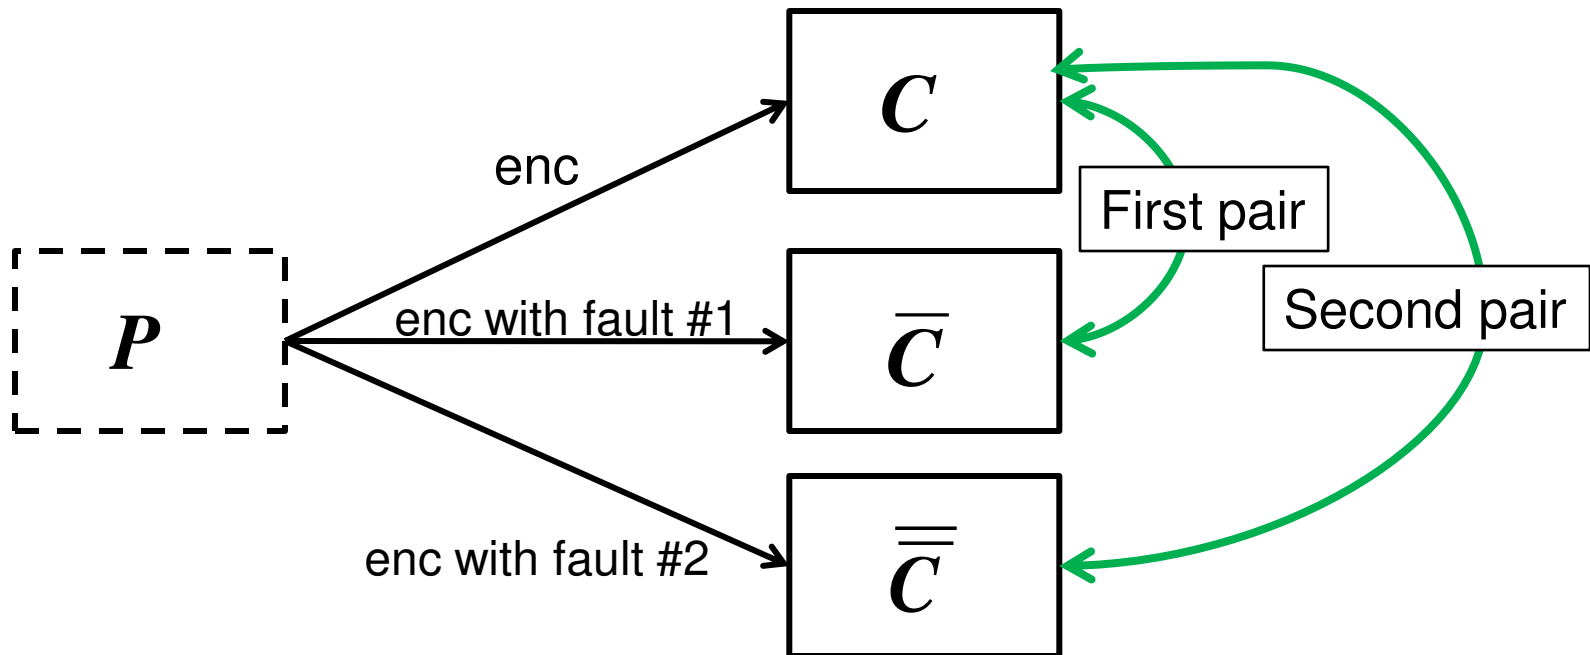 C
enc
First pair
Second pair
P
enc with fault #1
C̅
enc with fault #2
C̿